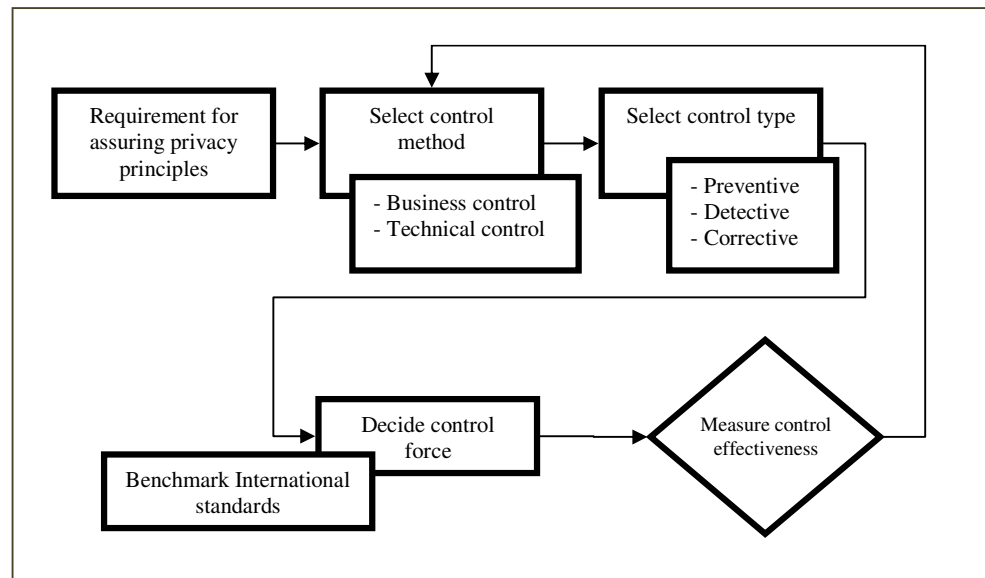 Requirement for
assuring privacy
principles
Select control
method
- Business control
- Technical control
Select control type
- Preventive
- Detective
- Corrective
Decide control
force
Benchmark International
standards
Measure control
effectiveness